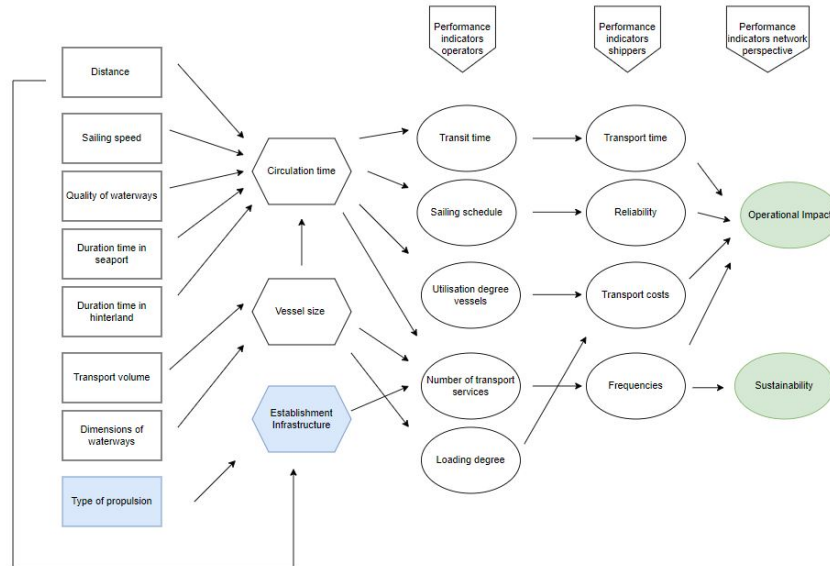 Performance
indicators
operators
Performance
indicators
shippers
Performance
indicators network
perspective
Distance
Sailing speed
Quality of waterways
Duration time in
seaport
Duration time in
hinterland
Transport volume
Dimensions of
waterways
Type of propulsion
Circulation time
Vessel size
Establishment
Infrastructure
Transit time
Sailing schedule
Utilisation degree
vessels
Number of transport
services
Loading degree
Transport time
Reliability
Transport costs
Frequencies
Operational Impact
Sustainability